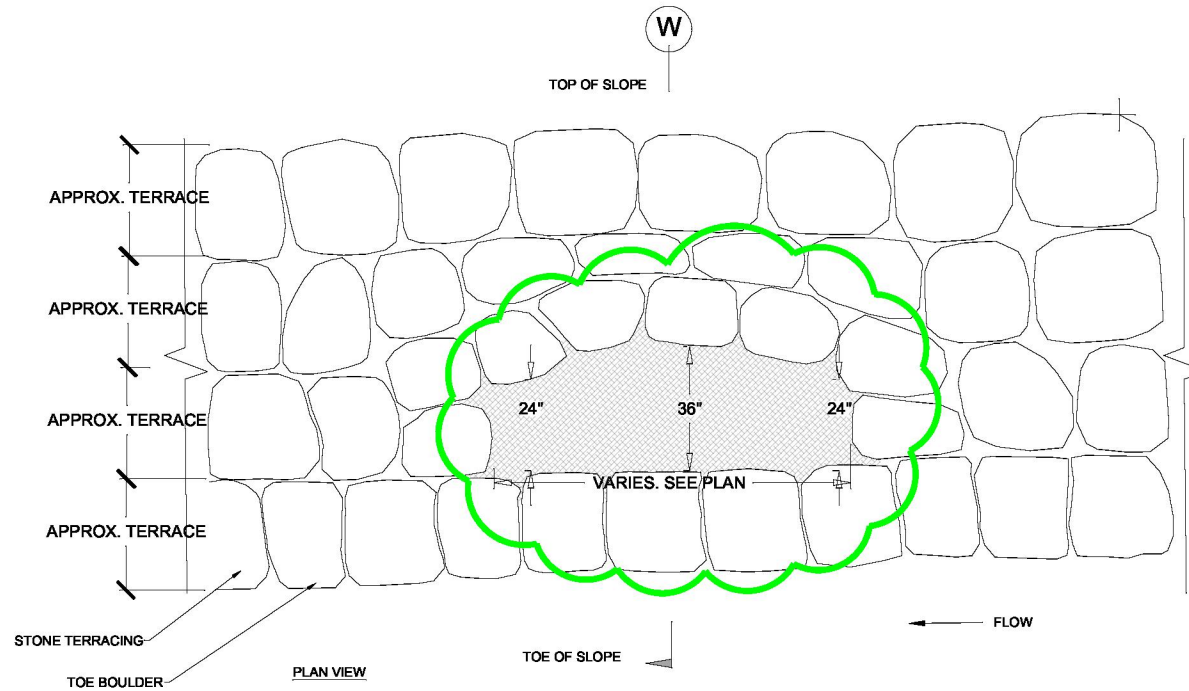 W
TOP OF SLOPE
APPROX. TERRACE
APPROX. TERRACE
APPROX. TERRACE
24" 36" 24"
VARIES. SEE PLAN
APPROX. TERRACE
FLOW
STONE TERRACING
TOE OF SLOPE
PLAN VIEW
TOE BOULDER